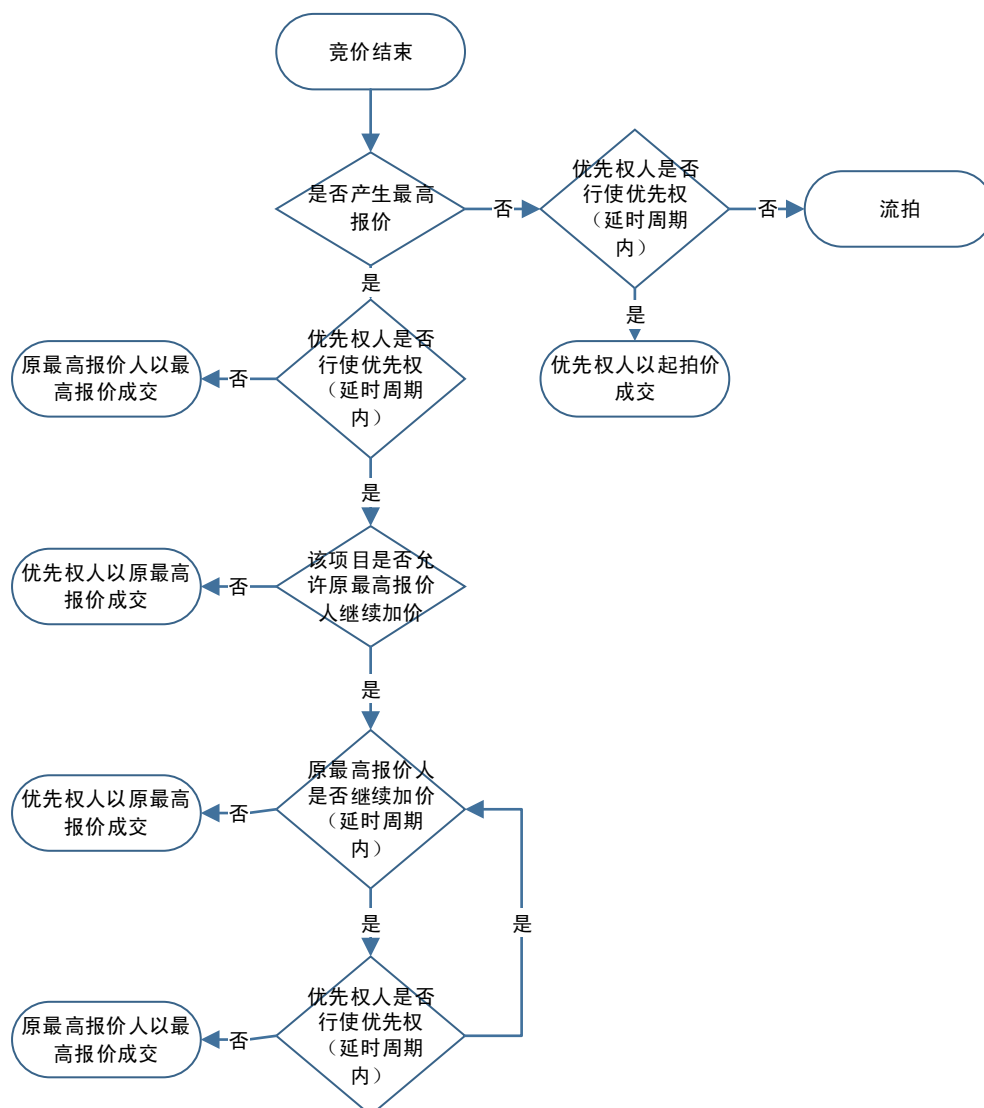 竞价结束
是否产生最高
报价
否
优先权人是否
行使优先权
（延时周期
内）
否
流拍
是
是
优先权人以起拍价
成交
优先权人是否
行使优先权
（延时周期
内）
否
原最高报价人以最
高报价成交
是
该项目是否允
许原最高报价
人继续加价
否
优先权人以原最高
报价成交
是
原最高报价人
是否继续加价
（延时周期
内）
否
优先权人以原最高
报价成交
是
是
优先权人是否
行使优先权
（延时周期
内）
否
原最高报价人以最
高报价成交